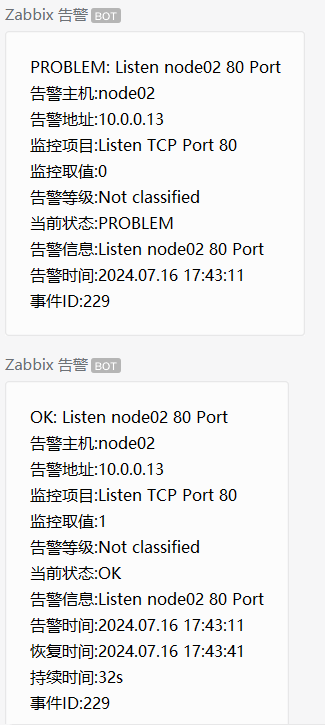 Zabbix 告警 BOT
PROBLEM: Listen node02 80 Port
告警主机:node02
告警地址:10.0.0.13
监控项目:Listen TCP Port 80
监控取值:0
告警等级:Not classified
当前状态:PROBLEM
告警信息:Listen node02 80 Port
告警时间:2024.07.16 17:43:11
事件ID:229
Zabbix 告警 BOT
OK: Listen node02 80 Port
告警主机:node02
告警地址:10.0.0.13
监控项目:Listen TCP Port 80
监控取值:1
告警等级:Not classified
当前状态:OK
告警信息:Listen node02 80 Port
告警时间:2024.07.16 17:43:11
恢复时间:2024.07.16 17:43:41
持续时间:32s
事件ID:229